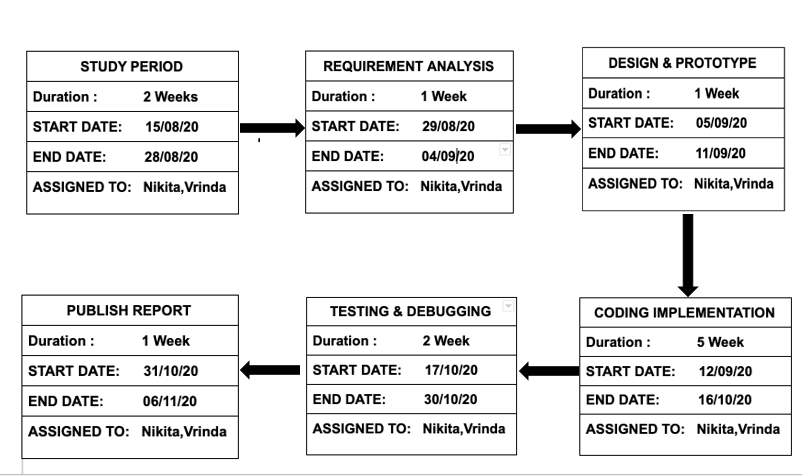 STUDY PERIOD
Duration : 2 Weeks
START DATE: 15/08/20
END DATE: 28/08/20
ASSIGNED TO: Nikita,Vrinda
REQUIREMENT ANALYSIS
Duration : 1 Week
START DATE: 29/08/20
END DATE: 04/09/20
ASSIGNED TO: Nikita,Vrinda
DESIGN & PROTOTYPE
Duration : 1 Week
START DATE: 05/09/20
END DATE: 11/09/20
ASSIGNED TO: Nikita,Vrinda
CODING IMPLEMENTATION
Duration : 5 Week
START DATE: 12/09/20
END DATE: 16/10/20
ASSIGNED TO: Nikita,Vrinda
TESTING & DEBUGGING
Duration : 2 Week
START DATE: 17/10/20
END DATE: 30/10/20
ASSIGNED TO: Nikita,Vrinda
PUBLISH REPORT
Duration : 1 Week
START DATE: 31/10/20
END DATE: 06/11/20
ASSIGNED TO: Nikita,Vrinda